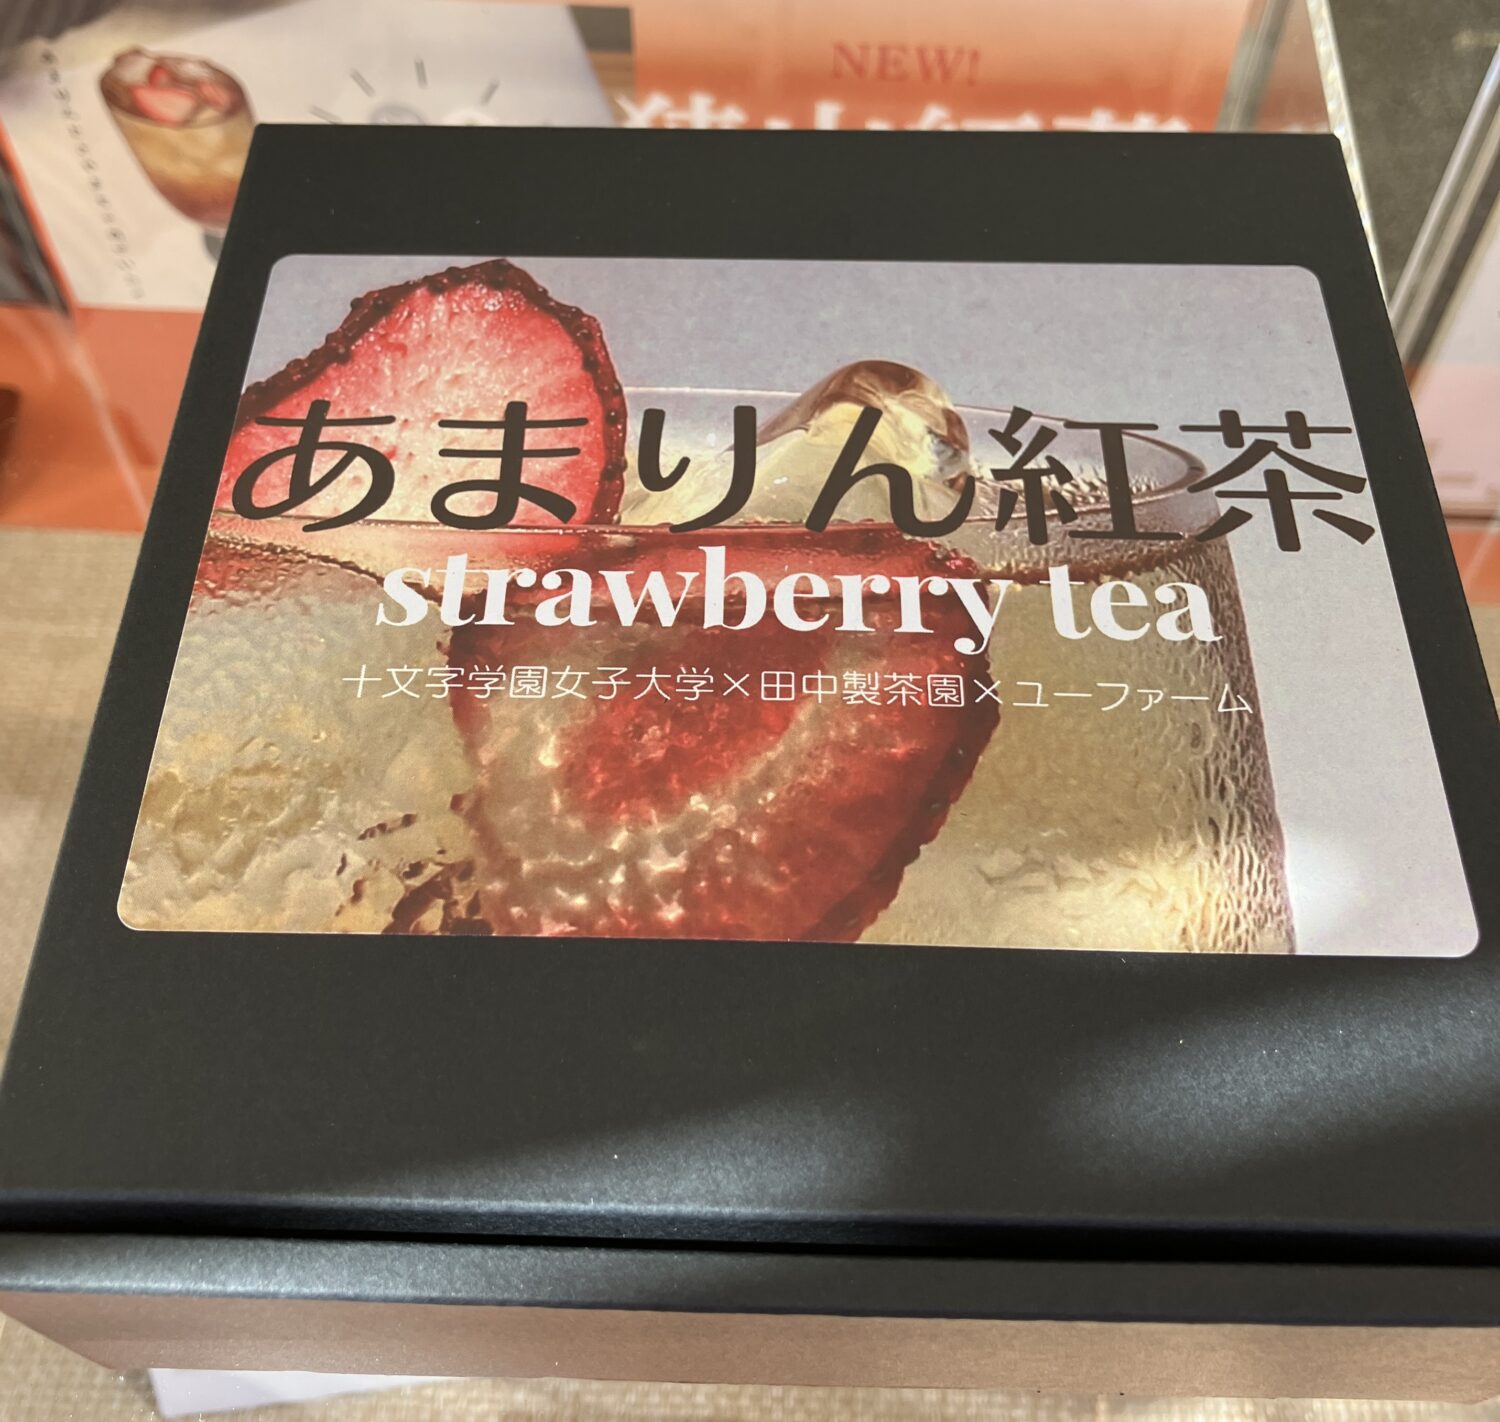 NEW!
あまりん紅茶
strawberry tea
十文字学園女子大学×田中製茶園×ユーファーム